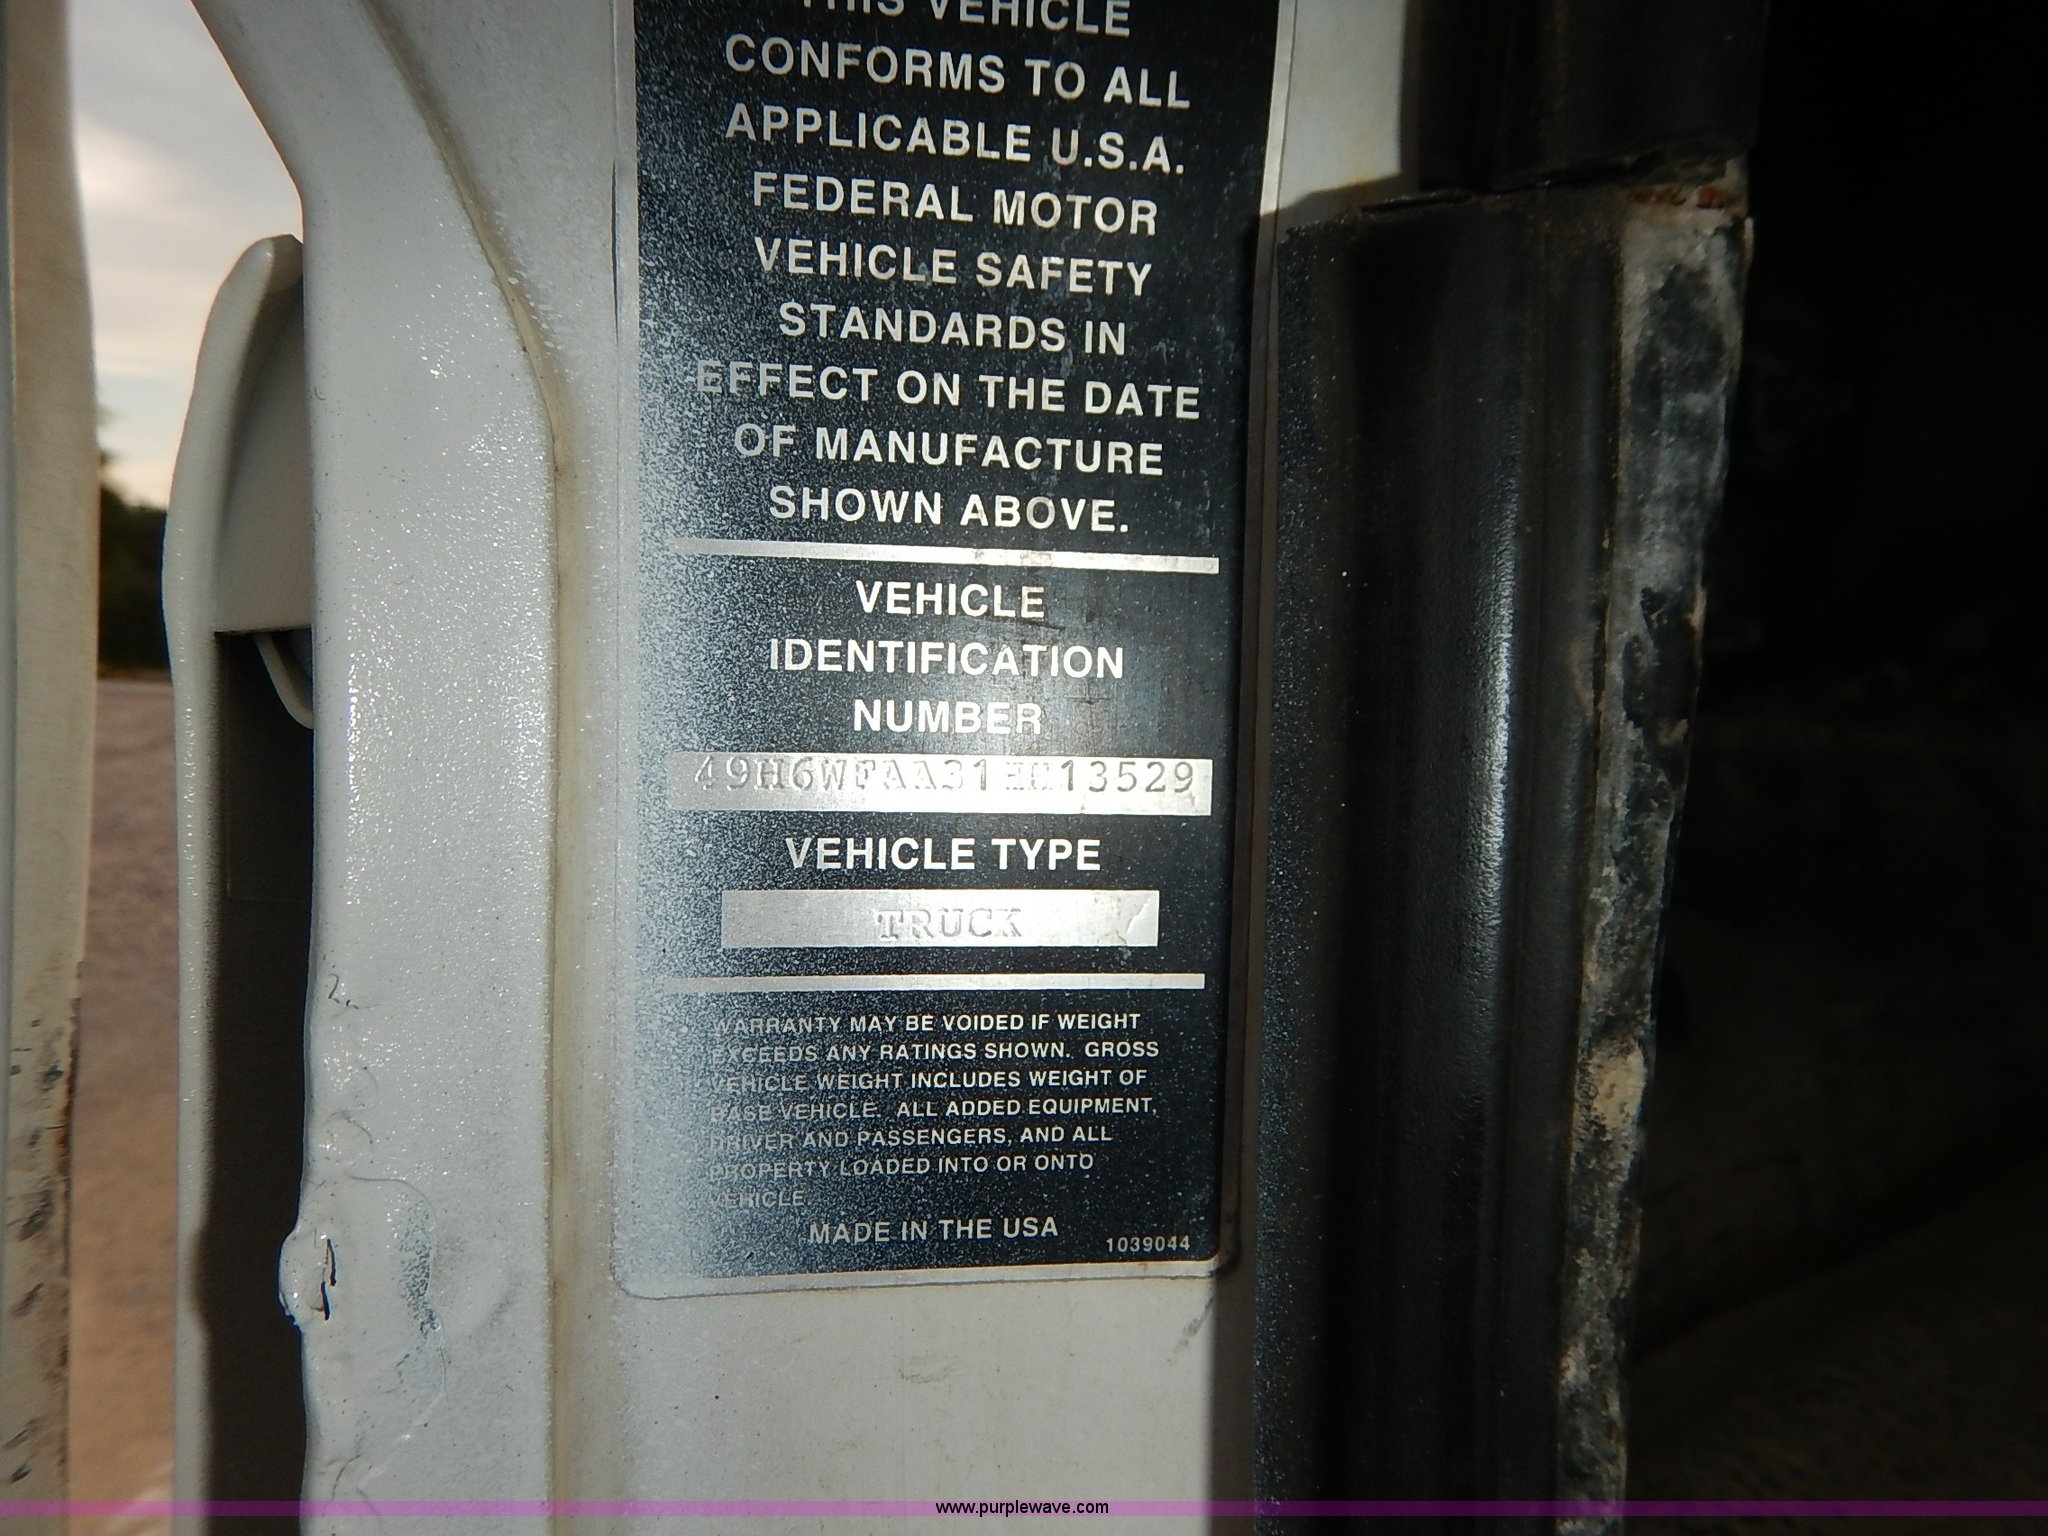 THIS VEHICLE
CONFORMS TO ALL
APPLICABLE U.S.A.
FEDERAL MOTOR
VEHICLE SAFETY
STANDARDS IN
EFFECT ON THE DATE
OF MANUFACTURE
SHOWN ABOVE.
VEHICLE
IDENTIFICATION
NUMBER
49H6WFAA31HH13529
VEHICLE TYPE
TRUCK
WARRANTY MAY BE VOIDED IF WEIGHT
EXCEEDS ANY RATINGS SHOWN. GROSS
VEHICLE WEIGHT INCLUDES WEIGHT OF
BASE VEHICLE. ALL ADDED EQUIPMENT,
DRIVER AND PASSENGERS, AND ALL
PROPERTY LOADED INTO OR ONTO
VEHICLE.
MADE IN THE USA
1039044
www.purplewave.com